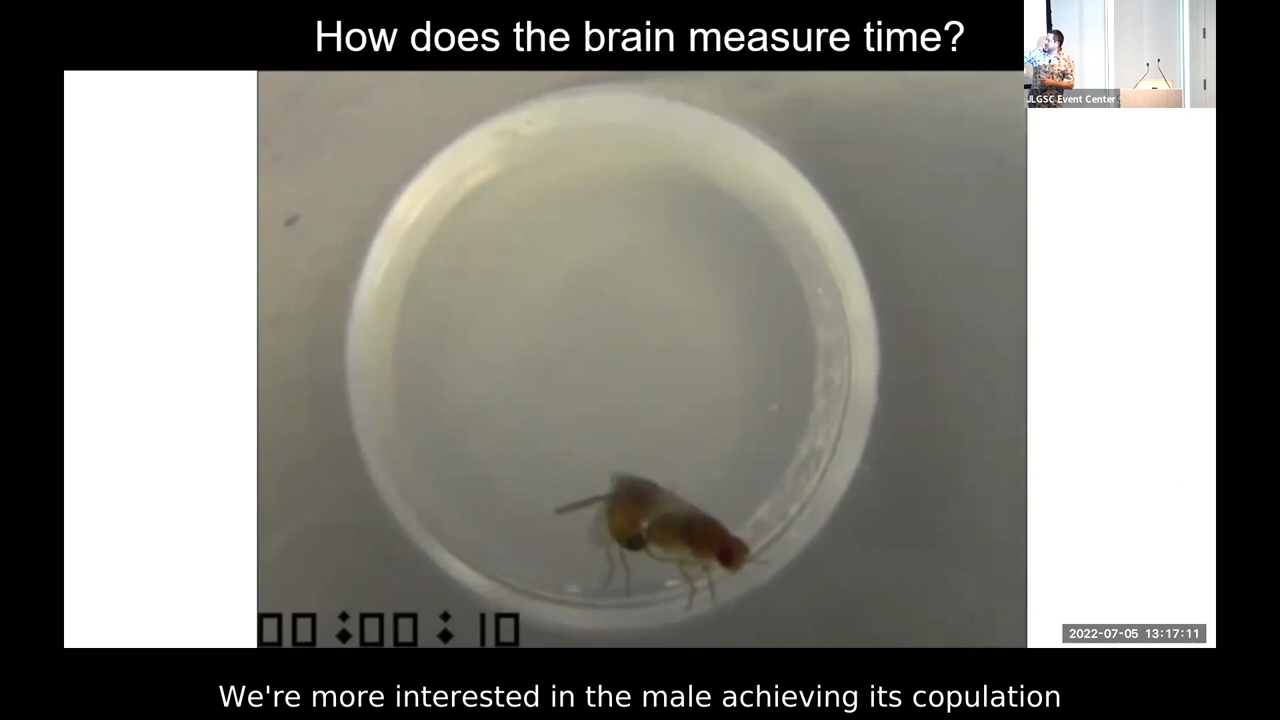 How does the brain measure time?
JLGSC Event Center
00:00:10
2022-07-05 13:17:11
We're more interested in the male achieving its copulation